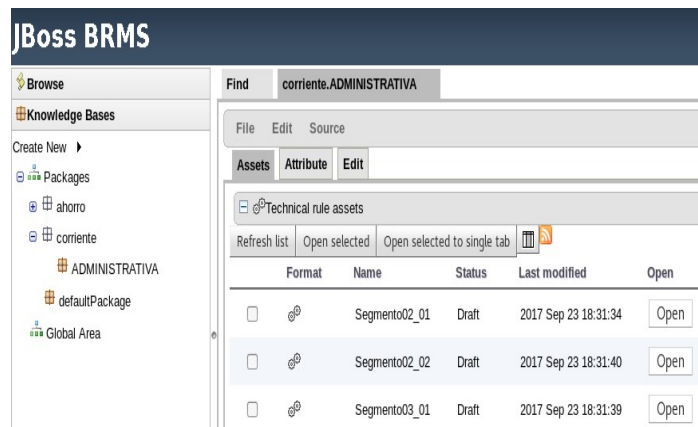 JBoss BRMS
Browse
Knowledge Bases
Create New
Packages
ahorro
corriente
ADMINISTRATIVA
defaultPackage
Global Area
Find corriente.ADMINISTRATIVA
File Edit Source
Assets Attribute Edit
Technical rule assets
Refresh list Open selected Open selected to single tab
Format Name Status Last modified Open
Segmento02_01 Draft 2017 Sep 23 18:31:34 Open
Segmento02_02 Draft 2017 Sep 23 18:31:40 Open
Segmento03_01 Draft 2017 Sep 23 18:31:39 Open